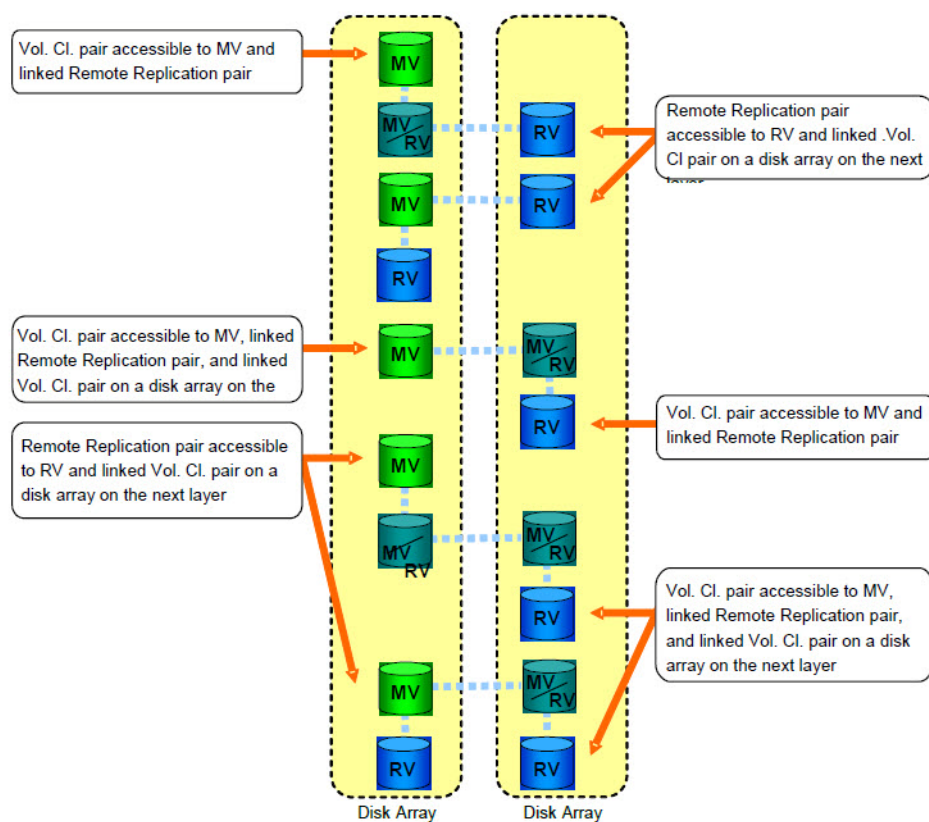 Vol. Cl. pair accessible to MV and
linked Remote Replication pair
MV
MV
RV
RV
Remote Replication pair
accessible to RV and linked .Vol.
Cl pair on a disk array on the next
MV
RV
RV
Vol. Cl. pair accessible to MV, linked
Remote Replication pair, and linked
Vol. Cl. pair on a disk array on the
MV
MV
RV
RV
Vol. Cl. pair accessible to MV and
linked Remote Replication pair
Remote Replication pair accessible
to RV and linked Vol. Cl. pair on a
disk array on the next layer
MV
MV
RV
MV
RV
RV
Vol. Cl. pair accessible to MV,
linked Remote Replication pair,
and linked Vol. Cl. pair on a disk
array on the next layer
MV
MV
RV
RV
RV
Disk Array
Disk Array